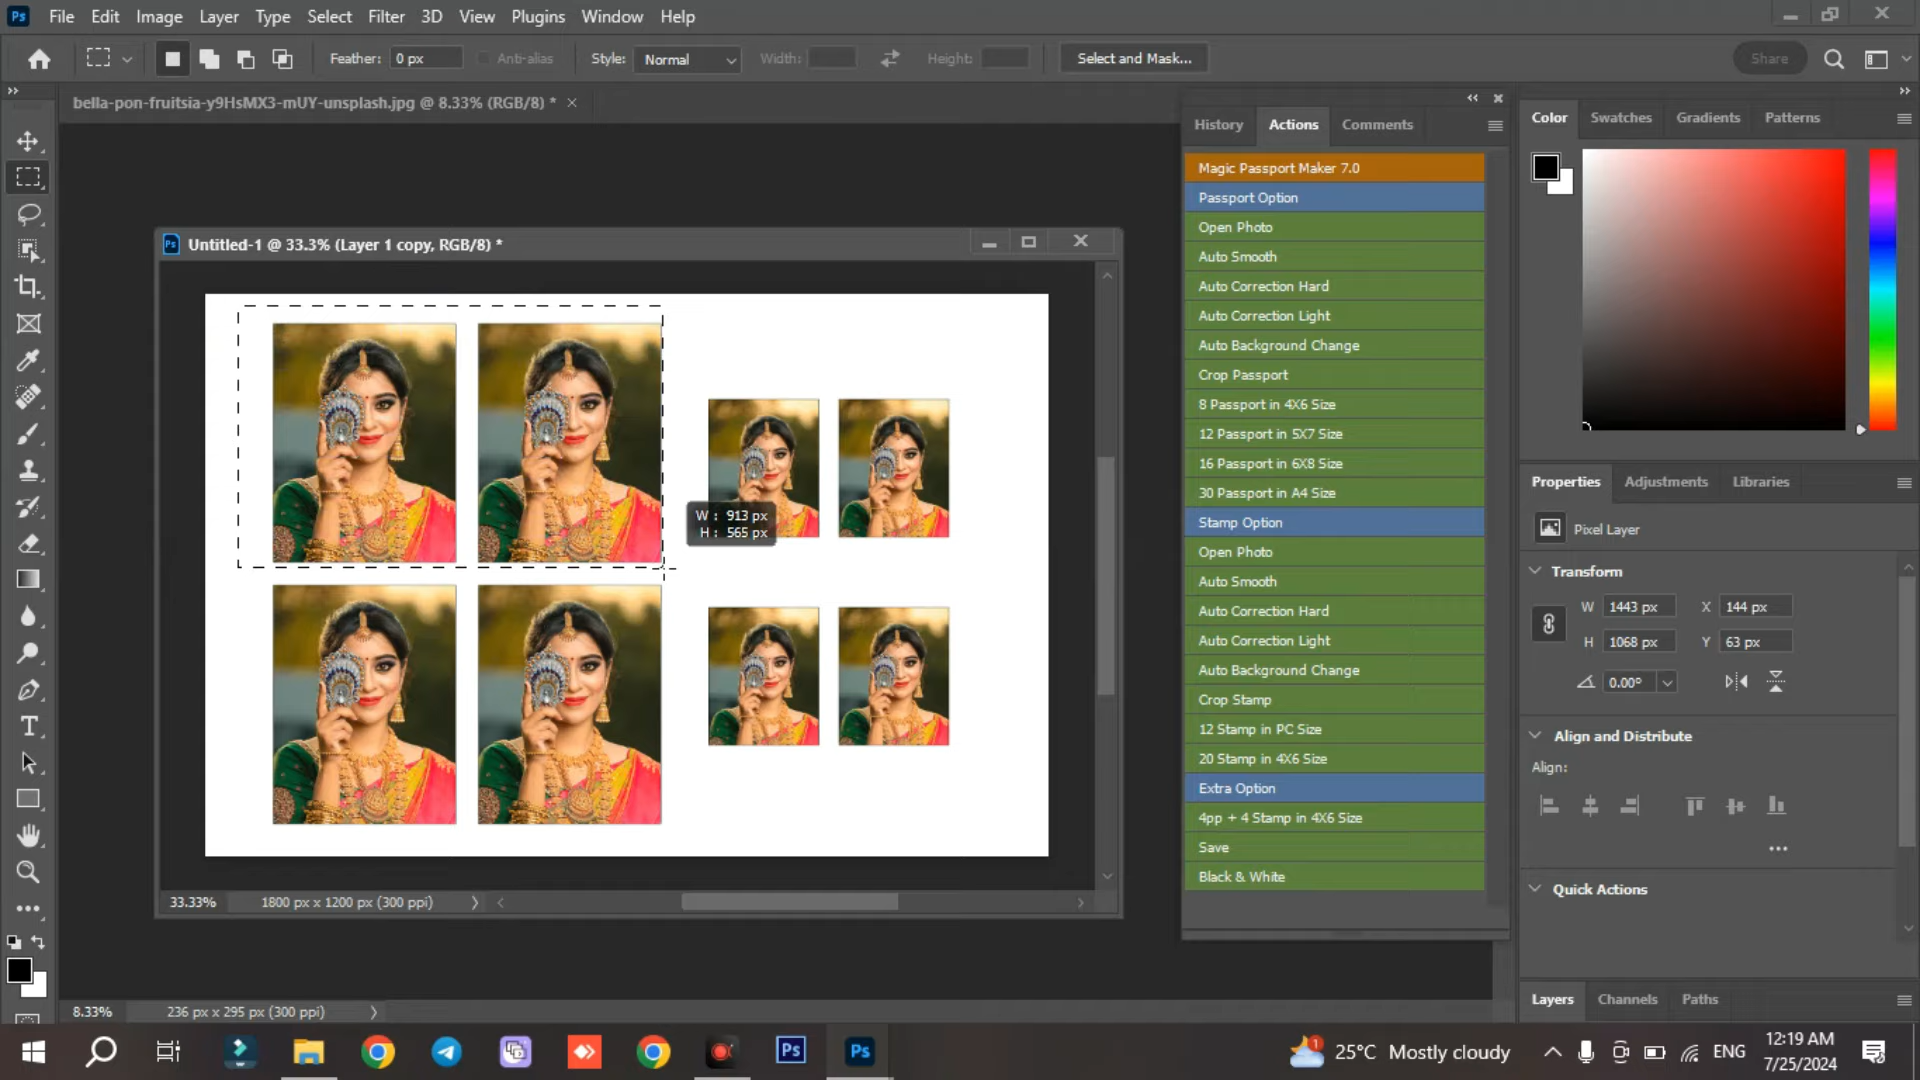 Ps File Edit Image Layer Type Select Filter 3D View Plugins Window Help
Feather: 0 px Anti-alias Style: Normal Width: Height: Select and Mask... Share
bella-pon-fruitsia-y9HsMX3-mUY-unsplash.jpg @ 8.33% (RGB/8) *
Ps Untitled-1 @ 33.3% (Layer 1 copy, RGB/8) *
W : 913 px
H : 565 px
33.33% 1800 px x 1200 px (300 ppi)
8.33% 236 px x 295 px (300 ppi)
History Actions Comments
Magic Passport Maker 7.0
Passport Option
Open Photo
Auto Smooth
Auto Correction Hard
Auto Correction Light
Auto Background Change
Crop Passport
8 Passport in 4X6 Size
12 Passport in 5X7 Size
16 Passport in 6X8 Size
30 Passport in A4 Size
Stamp Option
Open Photo
Auto Smooth
Auto Correction Hard
Auto Correction Light
Auto Background Change
Crop Stamp
12 Stamp in PC Size
20 Stamp in 4X6 Size
Extra Option
4pp + 4 Stamp in 4X6 Size
Save
Black & White
Color Swatches Gradients Patterns
Properties Adjustments Libraries
Pixel Layer
Transform
W 1443 px X 144 px
H 1068 px Y 63 px
0.00°
Align and Distribute
Align:
Quick Actions
Layers Channels Paths
T
Ps Ps 1 25°C Mostly cloudy ENG 12:19 AM
7/25/2024